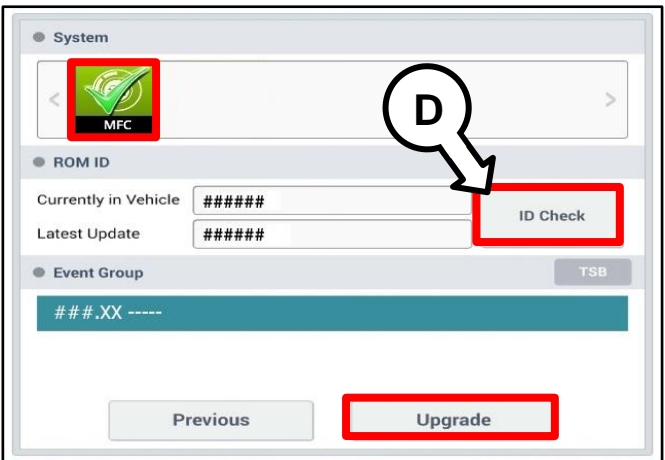 System
<
MFC
>
D
ROM ID
Currently in Vehicle ######
ID Check
Latest Update ######
Event Group
TSB
###.XX -----
Previous
Upgrade